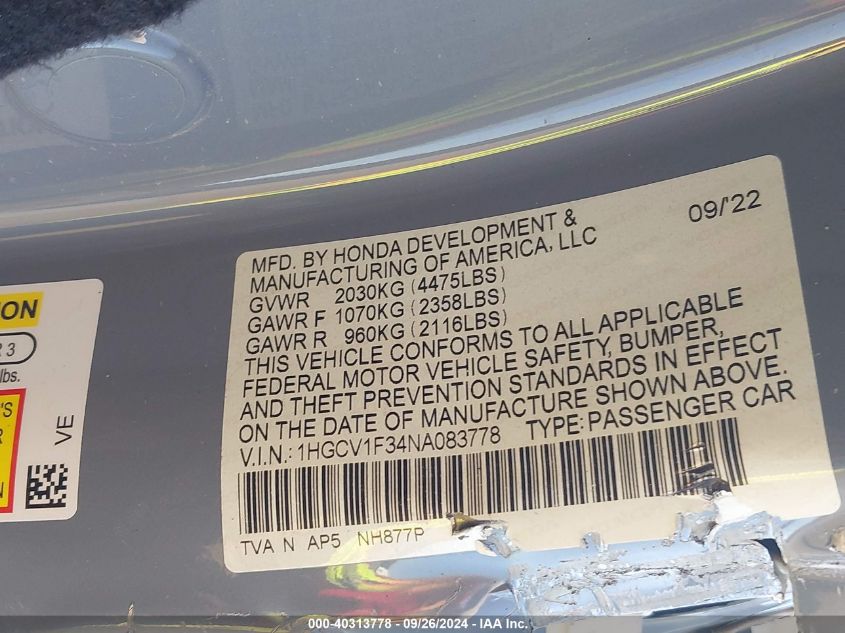 09/'22
MFD. BY HONDA DEVELOPMENT &
MANUFACTURING OF AMERICA, LLC
GVWR 2030KG (4475LBS)
GAWR F 1070KG (2358LBS)
GAWR R 960KG (2116LBS)
THIS VEHICLE CONFORMS TO ALL APPLICABLE
FEDERAL MOTOR VEHICLE SAFETY, BUMPER,
AND THEFT PREVENTION STANDARDS IN EFFECT
ON THE DATE OF MANUFACTURE SHOWN ABOVE.
V.I.N.: 1HGCV1F34NA083778 TYPE: PASSENGER CAR
TVA N AP5 NH877P
TION
R 3
lbs.
'S
R
N
VE
000-40313778 - 09/26/2024 - IAA Inc.